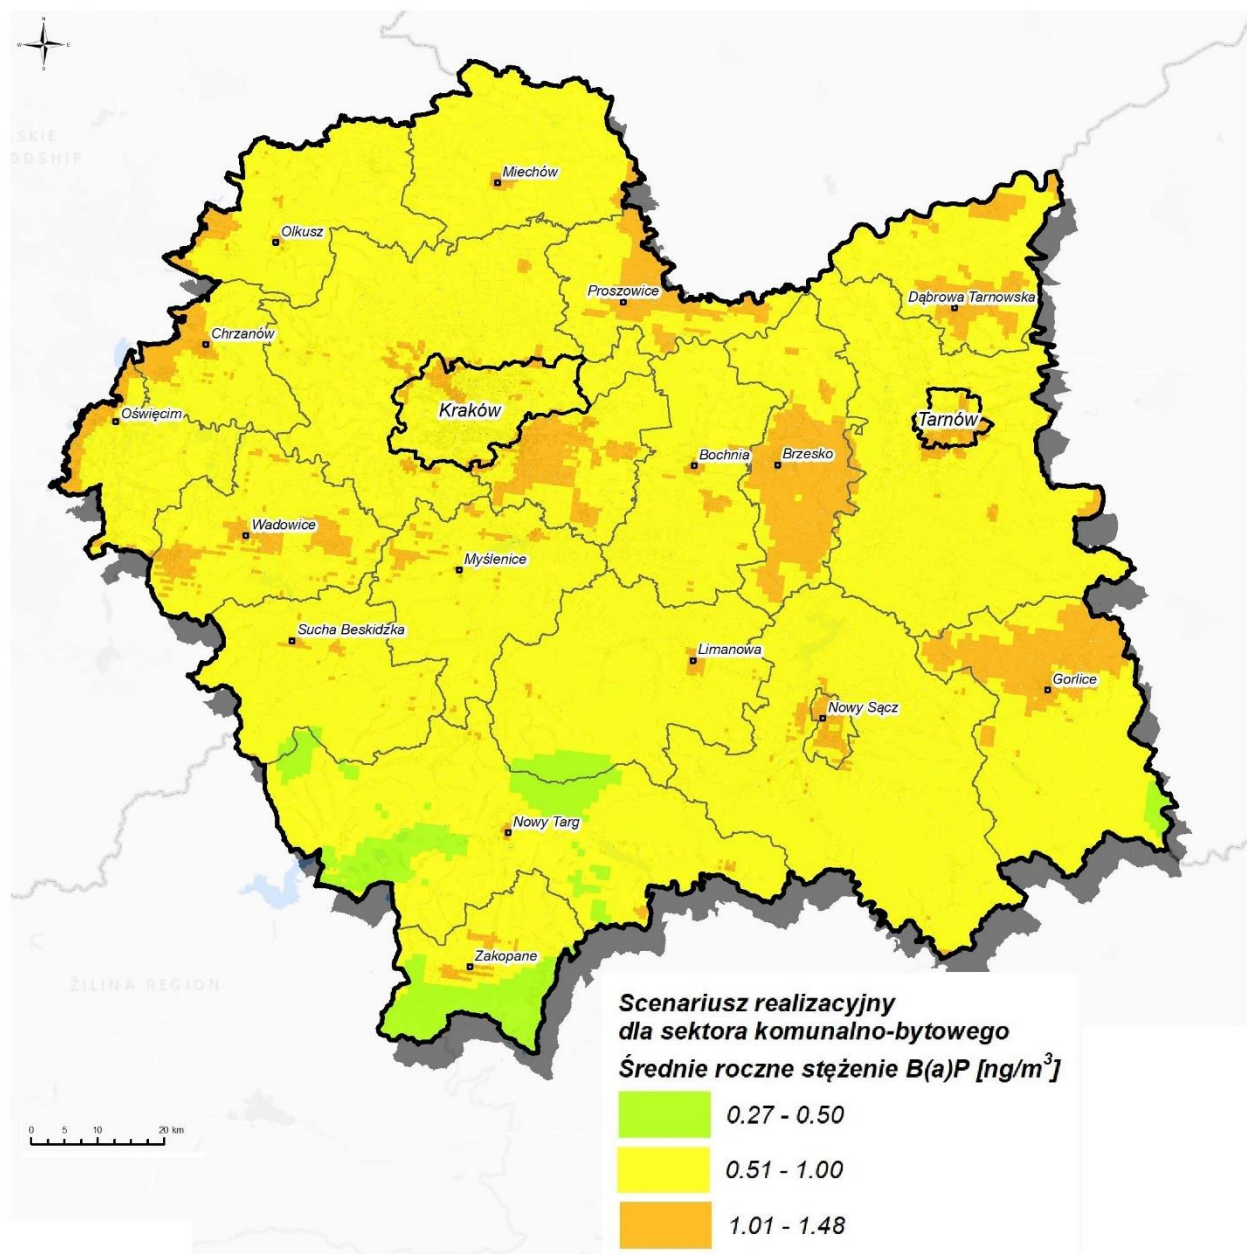 N
W E
S
SKIE
ODSHIP
Miechów
Olkusz
Proszowice
Dąbrowa Tarnowska
Chrzanów
Oświęcim
Kraków
Tarnów
Bochnia
Brzesko
Wadowice
Myślenice
Sucha Beskidzka
Limanowa
Gorlice
Nowy Sącz
Nowy Targ
Zakopane
ŽILINA REGION
Scenariusz realizacyjny
dla sektora komunalno-bytowego
Średnie roczne stężenie B(a)P [ng/m³]
0.27 - 0.50
0.51 - 1.00
1.01 - 1.48
0 5 10 20 km